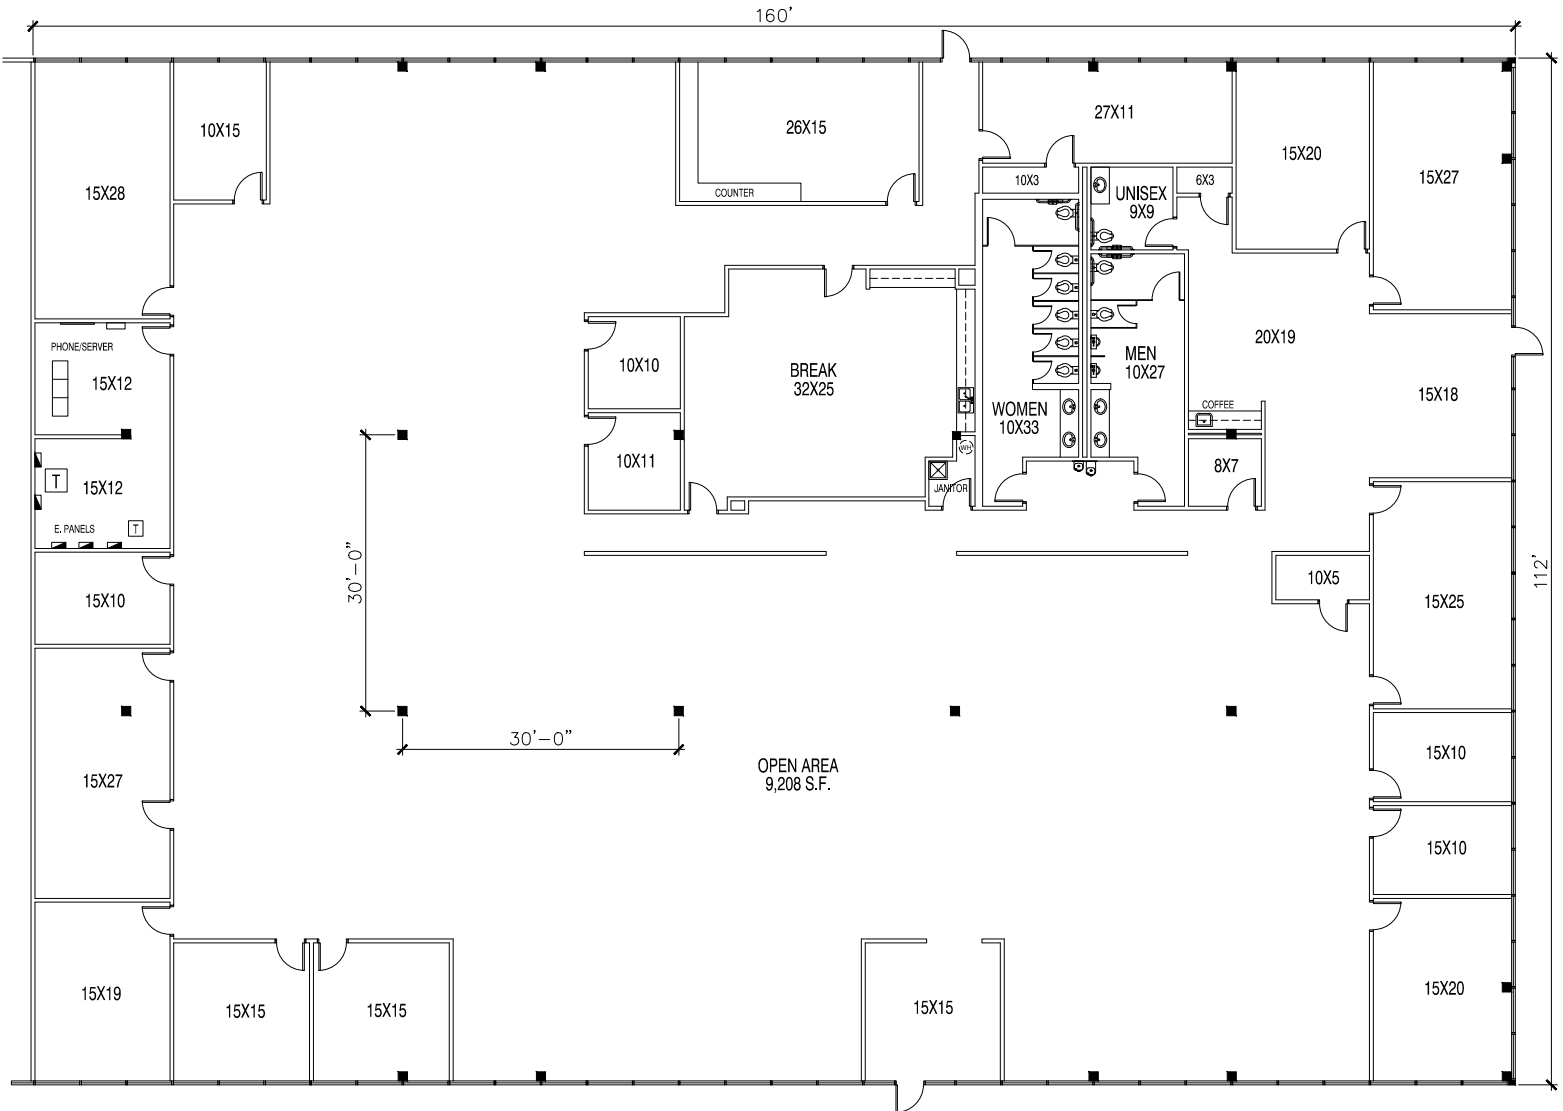 160'
10X15
26X15
27X11
15X20
15X28
COUNTER
10X3
UNISEX
9X9
6X3
15X27
PHONE/SERVER
15X12
10X10
BREAK
32X25
MEN
10X27
20X19
15X18
COFFEE
WOMEN
10X33
WH
10X11
8X7
JANITOR
T
15X12
E. PANELS
T
30'-0"
112'
15X10
10X5
15X25
30'-0"
OPEN AREA
9,208 S.F.
15X27
15X10
15X10
15X19
15X15
15X15
15X15
15X20